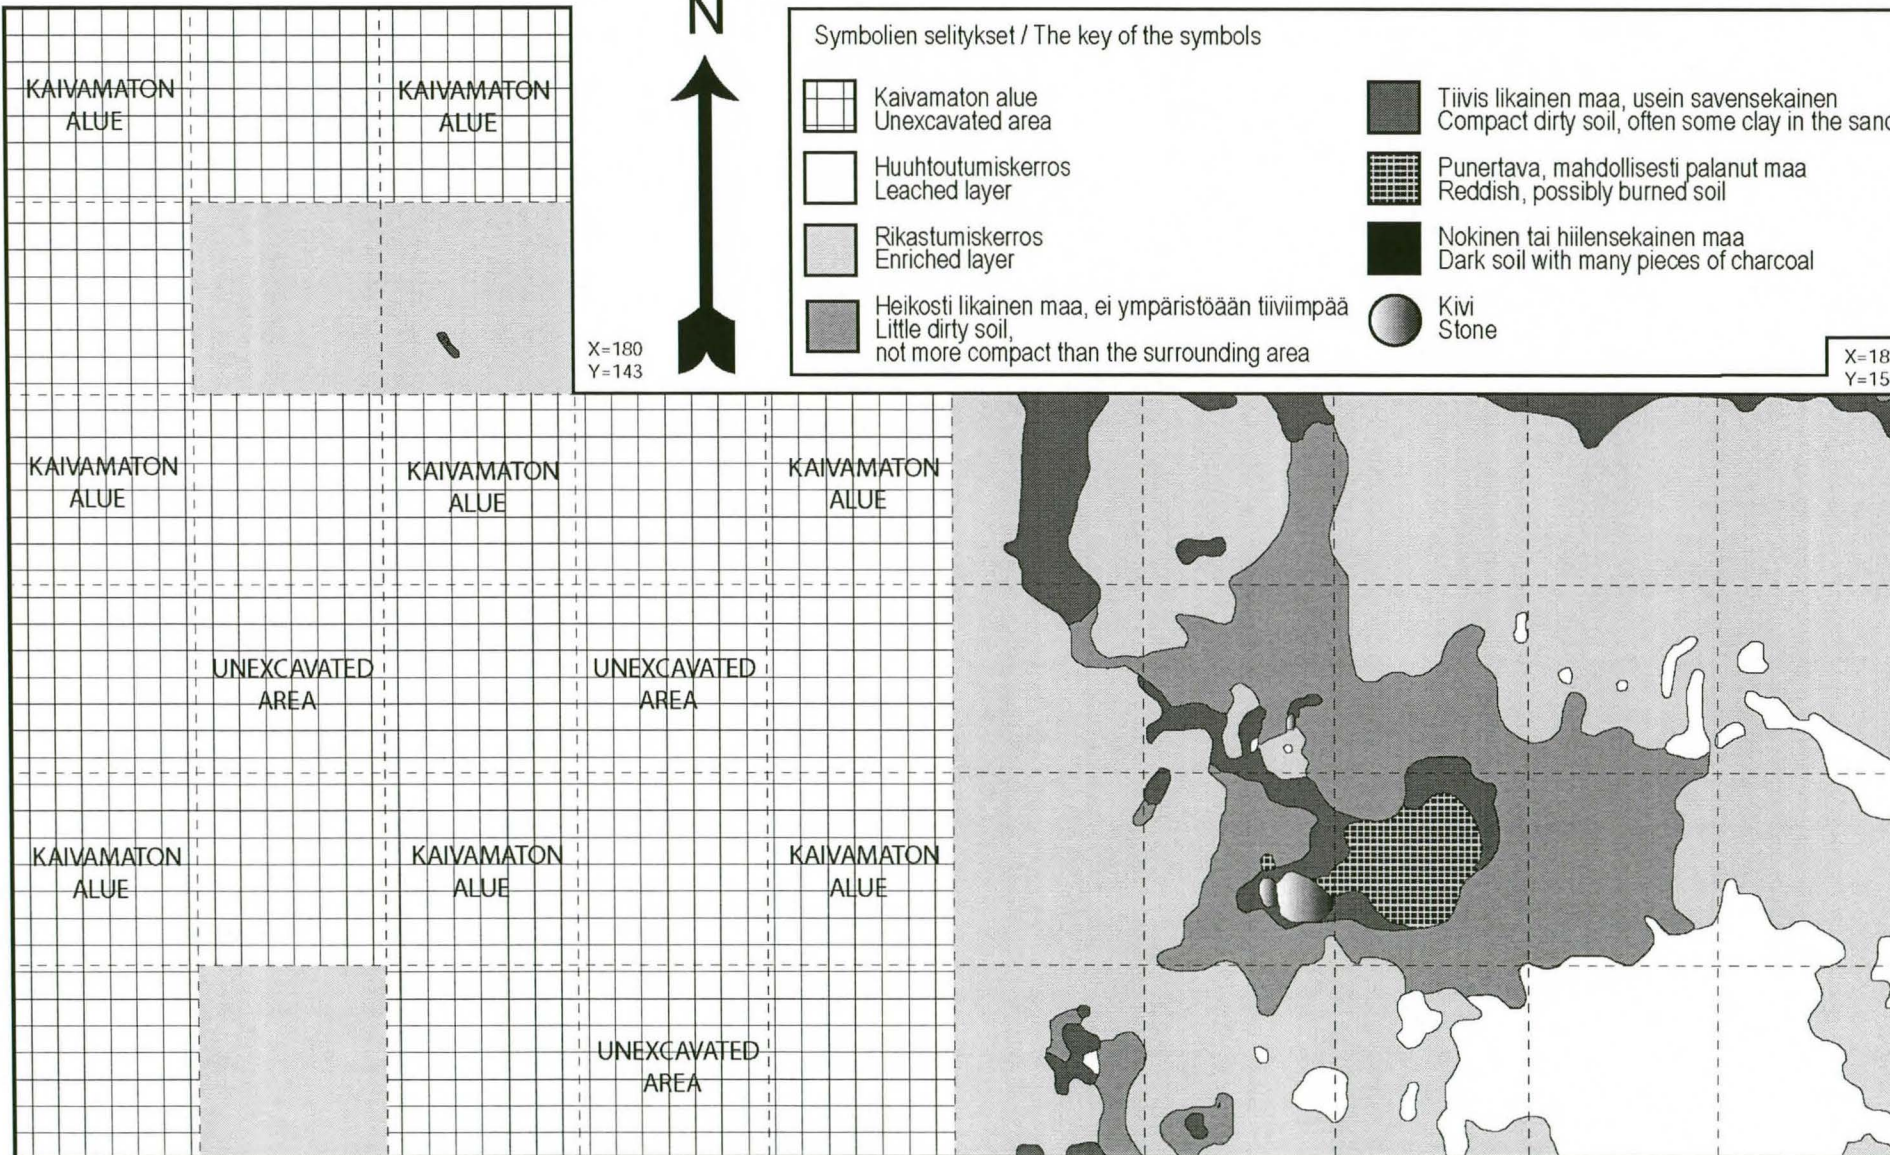 N
Symbolien selitykset / The key of the symbols
Kaivamaton alue
Unexcavated area
Huuhtoutumiskerros
Leached layer
Rikastumiskerros
Enriched layer
Heikosti likainen maa, ei ympäristöään tiiviimpää
Little dirty soil,
not more compact than the surrounding area
Tiivis likainen maa, usein savensekainen
Compact dirty soil, often some clay in the sand
Punertava, mahdollisesti palanut maa
Reddish, possibly burned soil
Nokinen tai hiilensekainen maa
Dark soil with many pieces of charcoal
Kivi
Stone
X=180
Y=143
X=18
Y=15
KAIVAMATON
ALUE
KAIVAMATON
ALUE
KAIVAMATON
ALUE
KAIVAMATON
ALUE
KAIVAMATON
ALUE
UNEXCAVATED
AREA
UNEXCAVATED
AREA
KAIVAMATON
ALUE
KAIVAMATON
ALUE
KAIVAMATON
ALUE
UNEXCAVATED
AREA